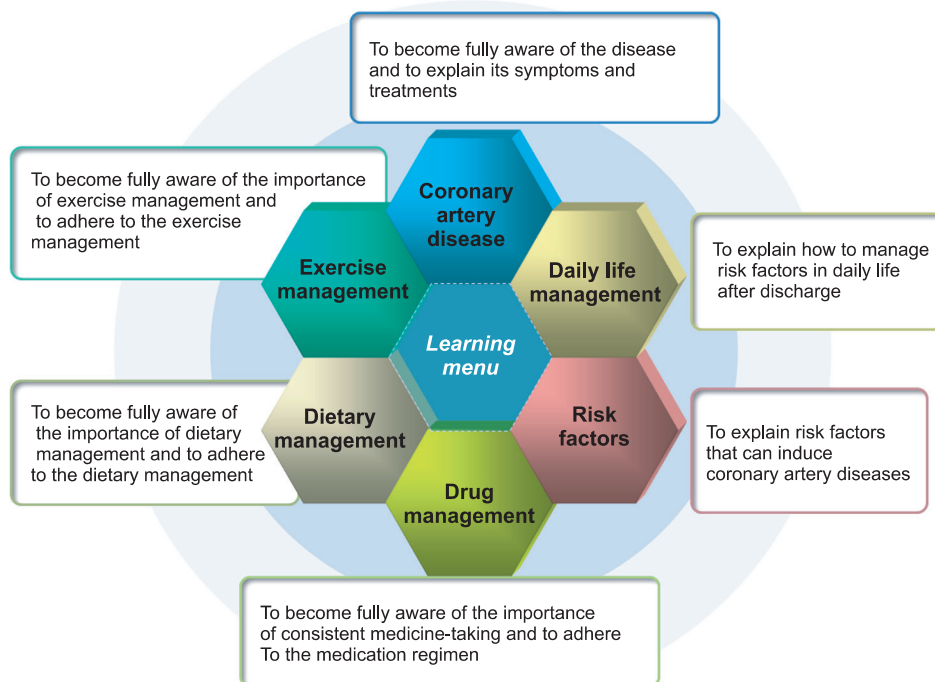 To become fully aware of the disease
and to explain its symptoms and
treatments
Coronary
artery
disease
To become fully aware of the importance
of exercise management and
to adhere to the exercise
management
Exercise
management
Daily life
management
To explain how to manage
risk factors in daily life
after discharge
Learning
menu
To become fully aware of
the importance of dietary
management and to adhere
to the dietary management
Dietary
management
Risk
factors
To explain risk factors
that can induce
coronary artery diseases
Drug
management
To become fully aware of the importance
of consistent medicine-taking and to adhere
To the medication regimen